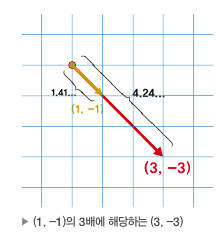 1.41... 4.24...
(1, -1)
(3, -3)
▶ (1, -1)의 3배에 해당하는 (3, -3)